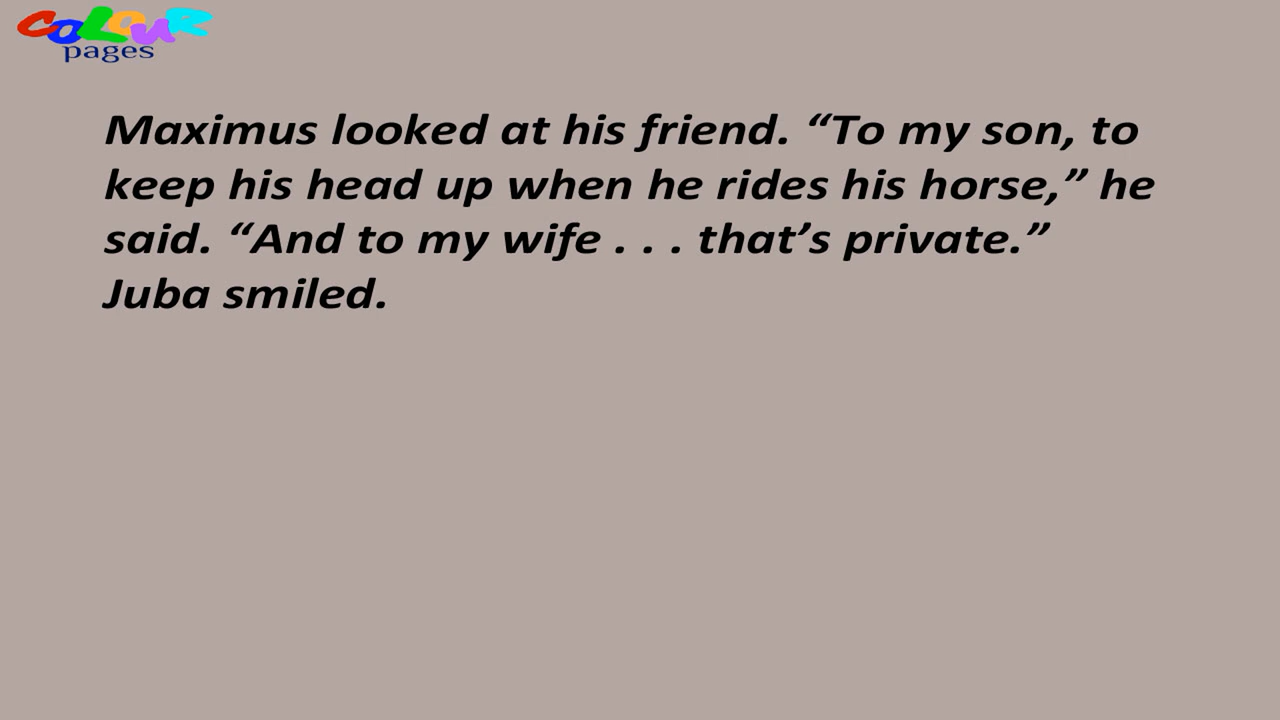 COLOUR
pages
Maximus looked at his friend. “To my son, to
keep his head up when he rides his horse,” he
said. “And to my wife . . . that’s private.”
Juba smiled.